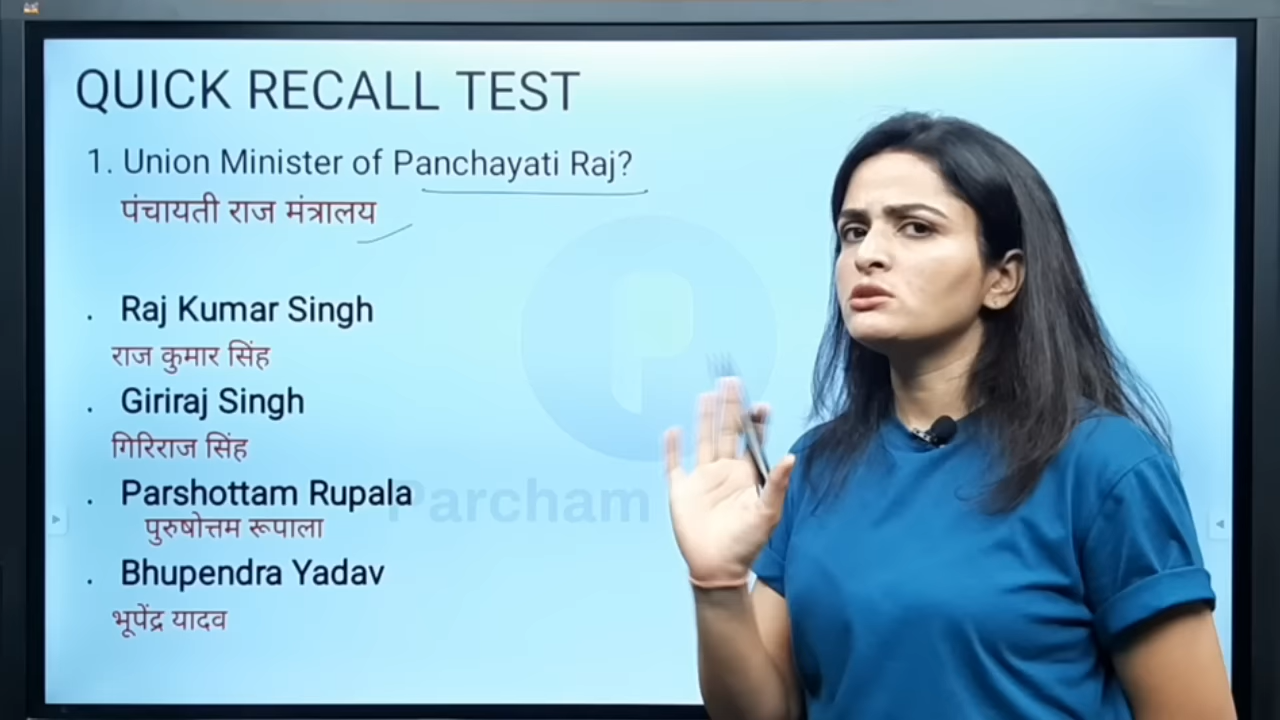 QUICK RECALL TEST
1. Union Minister of Panchayati Raj?
पंचायती राज मंत्रालय
. Raj Kumar Singh
राज कुमार सिंह
. Giriraj Singh
गिरिराज सिंह
. Parshottam Rupala
पुरुषोत्तम रूपाला
. Bhupendra Yadav
भूपेंद्र यादव
Parcham